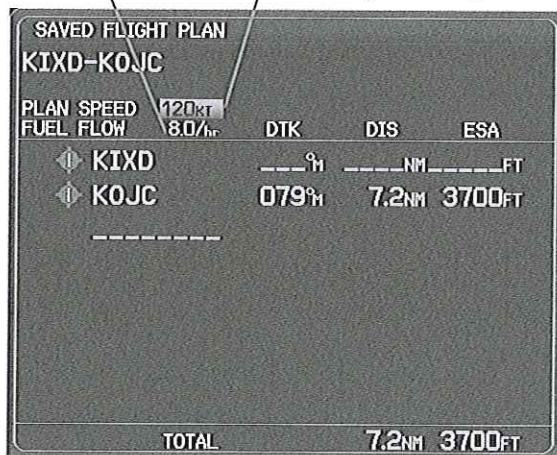 SAVED FLIGHT PLAN
KIXD-KOJC
PLAN SPEED 120KT
FUEL FLOW 8.0/hr DTK DIS ESA
KIXD ___°M ____NM _____FT
KOJC 079°M 7.2NM 3700FT
________
TOTAL 7.2NM 3700FT